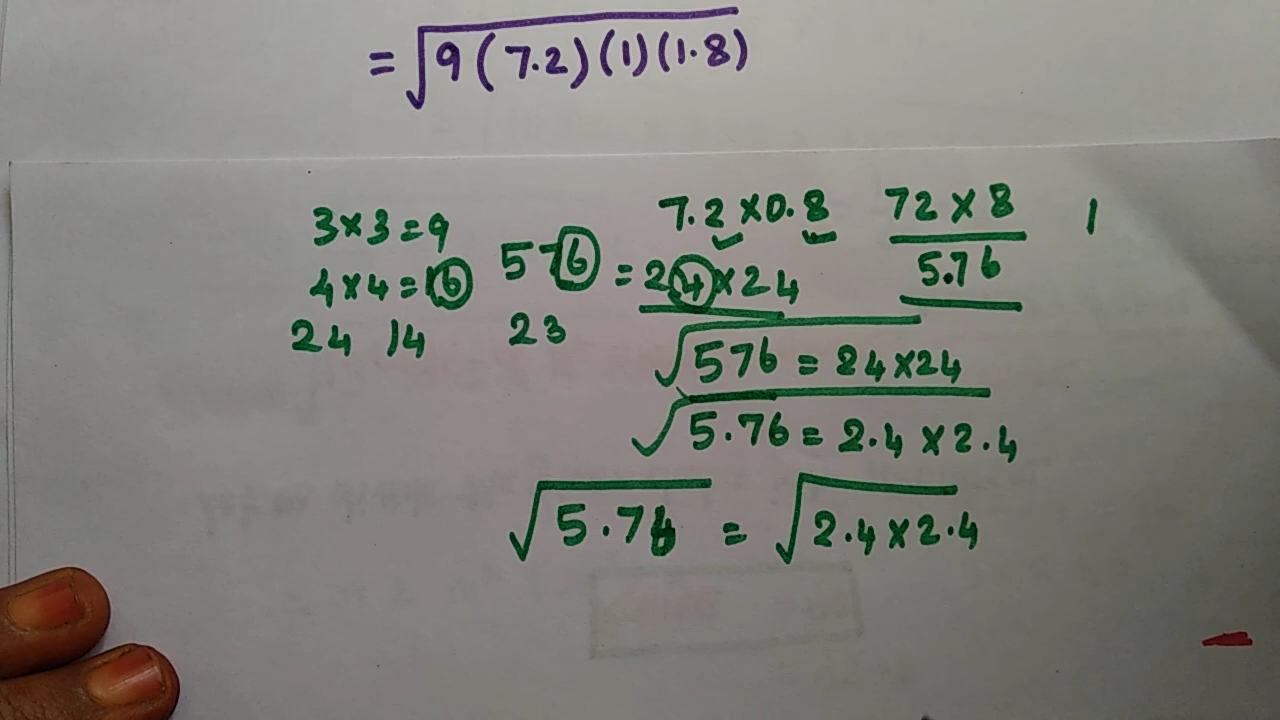 = √9(7.2)(1)(1.8)
7.2×0.8 72×8 1
3×3=9
576 = 24×24 5.76
4×4=16
24 14 23
√576 = 24×24
√5.76 = 2.4×2.4
√5.76 = √2.4×2.4